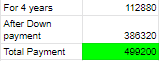 For 4 years 112880
After Down
payment 386320
Total Payment 499200